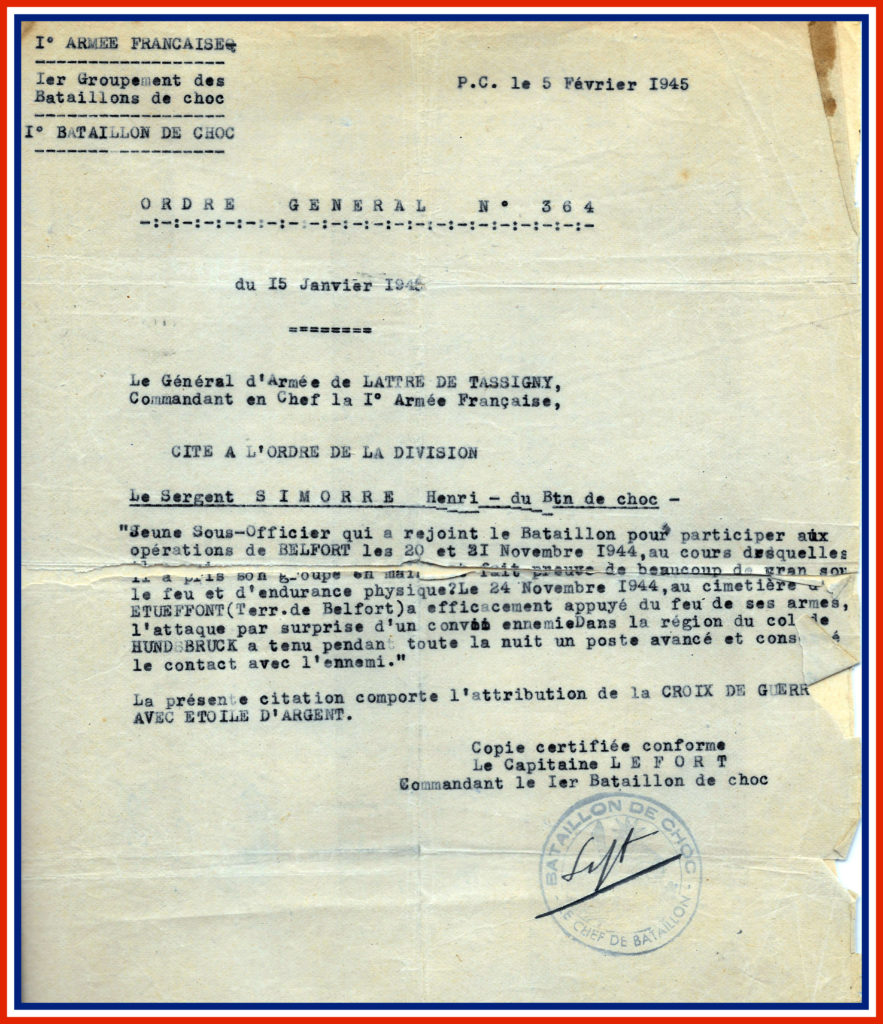 I° ARMEE FRANCAISE
Ier Groupement des
Bataillons de choc
I° BATAILLON DE CHOC
P.C. le 5 Février I945
ORDRE GENERAL N° 364
du I5 Janvier I945
Le Général d'Armée de LATTRE DE TASSIGNY,
Commandant en Chef la I° Armée Française,
CITE A L'ORDRE DE LA DIVISION
Le Sergent SIMORRE Henri - du Btn de choc -
"Jeune Sous-Officier qui a rejoint le Bataillon pour participer aux
opérations de BELFORT les 20 et 21 Novembre I944,au cours desquelles
il a pris son groupe en main fait preuve de beaucoup de
le feu et d'endurance physique?Le 24 Novembre I944,au cimetière
ETUEFFONT(Terr.de Belfort)a efficacement appuyé du feu de ses armes,
l'attaque par surprise d'un convoi ennemieDans la région du col de
HUNDSBRUCK a tenu pendant toute la nuit un poste avancé et
le contact avec l'ennemi."
La présente citation comporte l'attribution de la CROIX DE GUERR
AVEC ETOILE D'ARGENT.
Copie certifiée conforme
Le Capitaine LEFORT
Commandant le Ier Bataillon de choc
BATAILLON DE CHOC
LE CHEF DE BATAILLON